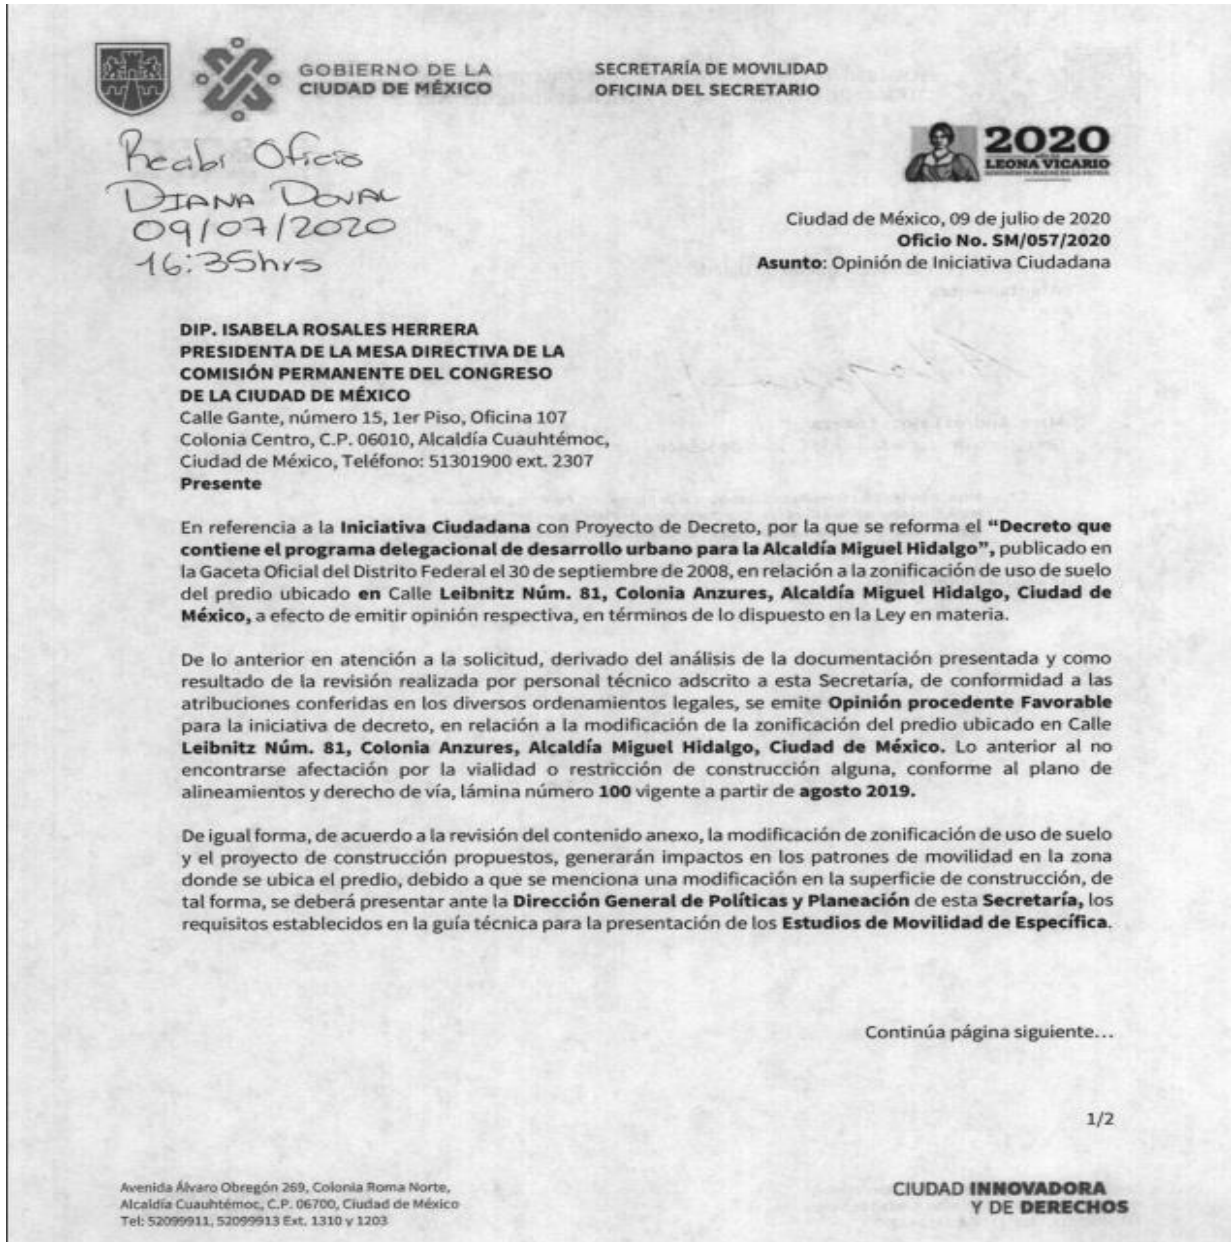 GOBIERNO DE LA
CIUDAD DE MÉXICO
SECRETARÍA DE MOVILIDAD
OFICINA DEL SECRETARIO
Recibí Oficio
DIANA DOVAL
09/07/2020
16:35hrs
2020
LEONA VICARIO
Ciudad de México, 09 de julio de 2020
Oficio No. SM/057/2020
Asunto: Opinión de Iniciativa Ciudadana
DIP. ISABELA ROSALES HERRERA
PRESIDENTA DE LA MESA DIRECTIVA DE LA
COMISIÓN PERMANENTE DEL CONGRESO
DE LA CIUDAD DE MÉXICO
Calle Gante, número 15, 1er Piso, Oficina 107
Colonia Centro, C.P. 06010, Alcaldía Cuauhtémoc,
Ciudad de México, Teléfono: 51301900 ext. 2307
Presente
En referencia a la Iniciativa Ciudadana con Proyecto de Decreto, por la que se reforma el “Decreto que
contiene el programa delegacional de desarrollo urbano para la Alcaldía Miguel Hidalgo”, publicado en
la Gaceta Oficial del Distrito Federal el 30 de septiembre de 2008, en relación a la zonificación de uso de suelo
del predio ubicado en Calle Leibnitz Núm. 81, Colonia Anzures, Alcaldía Miguel Hidalgo, Ciudad de
México, a efecto de emitir opinión respectiva, en términos de lo dispuesto en la Ley en materia.
De lo anterior en atención a la solicitud, derivado del análisis de la documentación presentada y como
resultado de la revisión realizada por personal técnico adscrito a esta Secretaría, de conformidad a las
atribuciones conferidas en los diversos ordenamientos legales, se emite Opinión procedente Favorable
para la iniciativa de decreto, en relación a la modificación de la zonificación del predio ubicado en Calle
Leibnitz Núm. 81, Colonia Anzures, Alcaldía Miguel Hidalgo, Ciudad de México. Lo anterior al no
encontrarse afectación por la vialidad o restricción de construcción alguna, conforme al plano de
alineamientos y derecho de vía, lámina número 100 vigente a partir de agosto 2019.
De igual forma, de acuerdo a la revisión del contenido anexo, la modificación de zonificación de uso de suelo
y el proyecto de construcción propuestos, generarán impactos en los patrones de movilidad en la zona
donde se ubica el predio, debido a que se menciona una modificación en la superficie de construcción, de
tal forma, se deberá presentar ante la Dirección General de Políticas y Planeación de esta Secretaría, los
requisitos establecidos en la guía técnica para la presentación de los Estudios de Movilidad de Específica.
Continúa página siguiente...
1/2
Avenida Álvaro Obregón 269, Colonia Roma Norte,
Alcaldía Cuauhtémoc, C.P. 06700, Ciudad de México
Tel: 52099911, 52099913 Ext. 1310 y 1203
CIUDAD INNOVADORA
Y DE DERECHOS